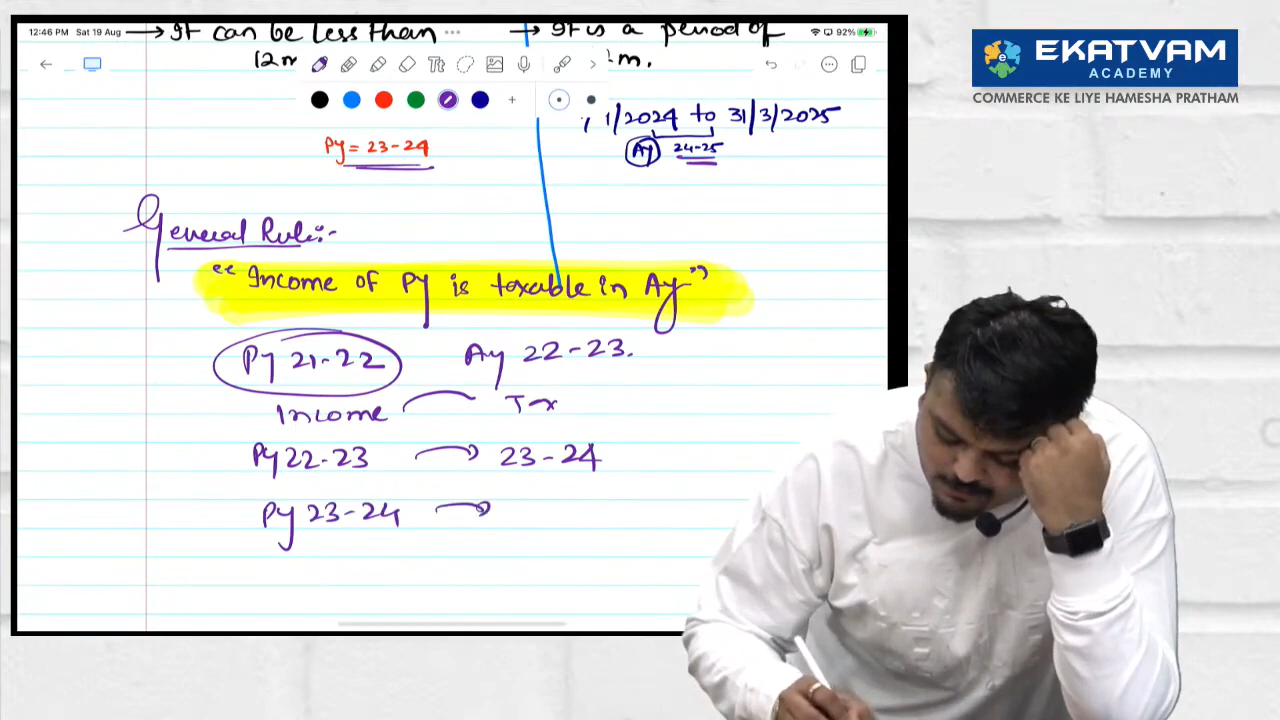 12:46 PM Sat 19 Aug
→ It can be less than
→ It is a period of
92%
12m
m.
1/2024 to 31/3/2025
Py = 23-24
Ay 24-25
General Rule:-
"Income of Py is taxable in Ay"
Py 21-22 Ay 22-23.
Income Tax
Py 22-23 → 23-24
Py 23-24 →
EKATVAM
ACADEMY
COMMERCE KE LIYE HAMESHA PRATHAM